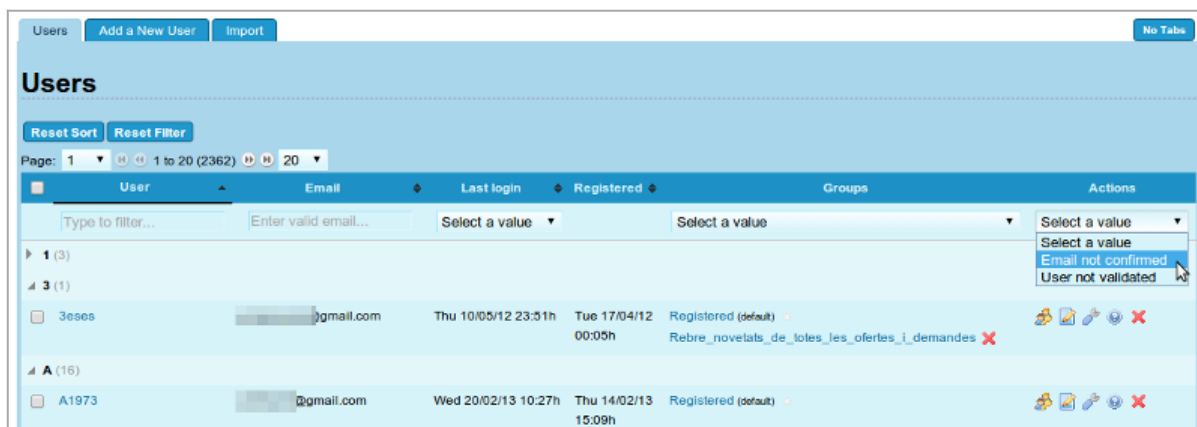 Users Add a New User Import No Tabs
Users
Reset Sort Reset Filter
Page: 1 1 to 20 (2362) 20
User Email Last login Registered Groups Actions
Type to filter... Enter valid email... Select a value Select a value Select a value
Select a value
1 (3) Email not confirmed
3 (1) User not validated
3eses @gmail.com Thu 10/05/12 23:51h Tue 17/04/12 Registered (default)
00:05h Rebre_novetats_de_totes_les_ofertes_i_demandes
A (16)
A1973 @gmail.com Wed 20/02/13 10:27h Thu 14/02/13 Registered (default)
15:09h